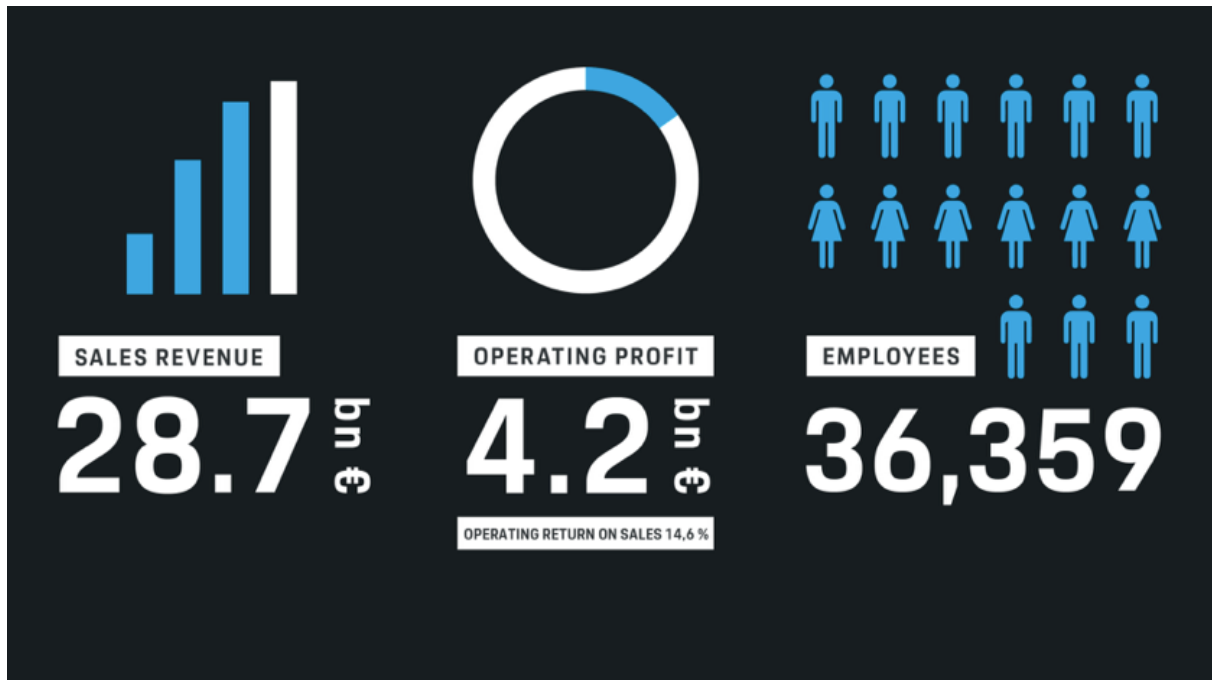 SALES REVENUE
28.7 bn €
OPERATING PROFIT
4.2 bn €
OPERATING RETURN ON SALES 14,6 %
EMPLOYEES
36,359